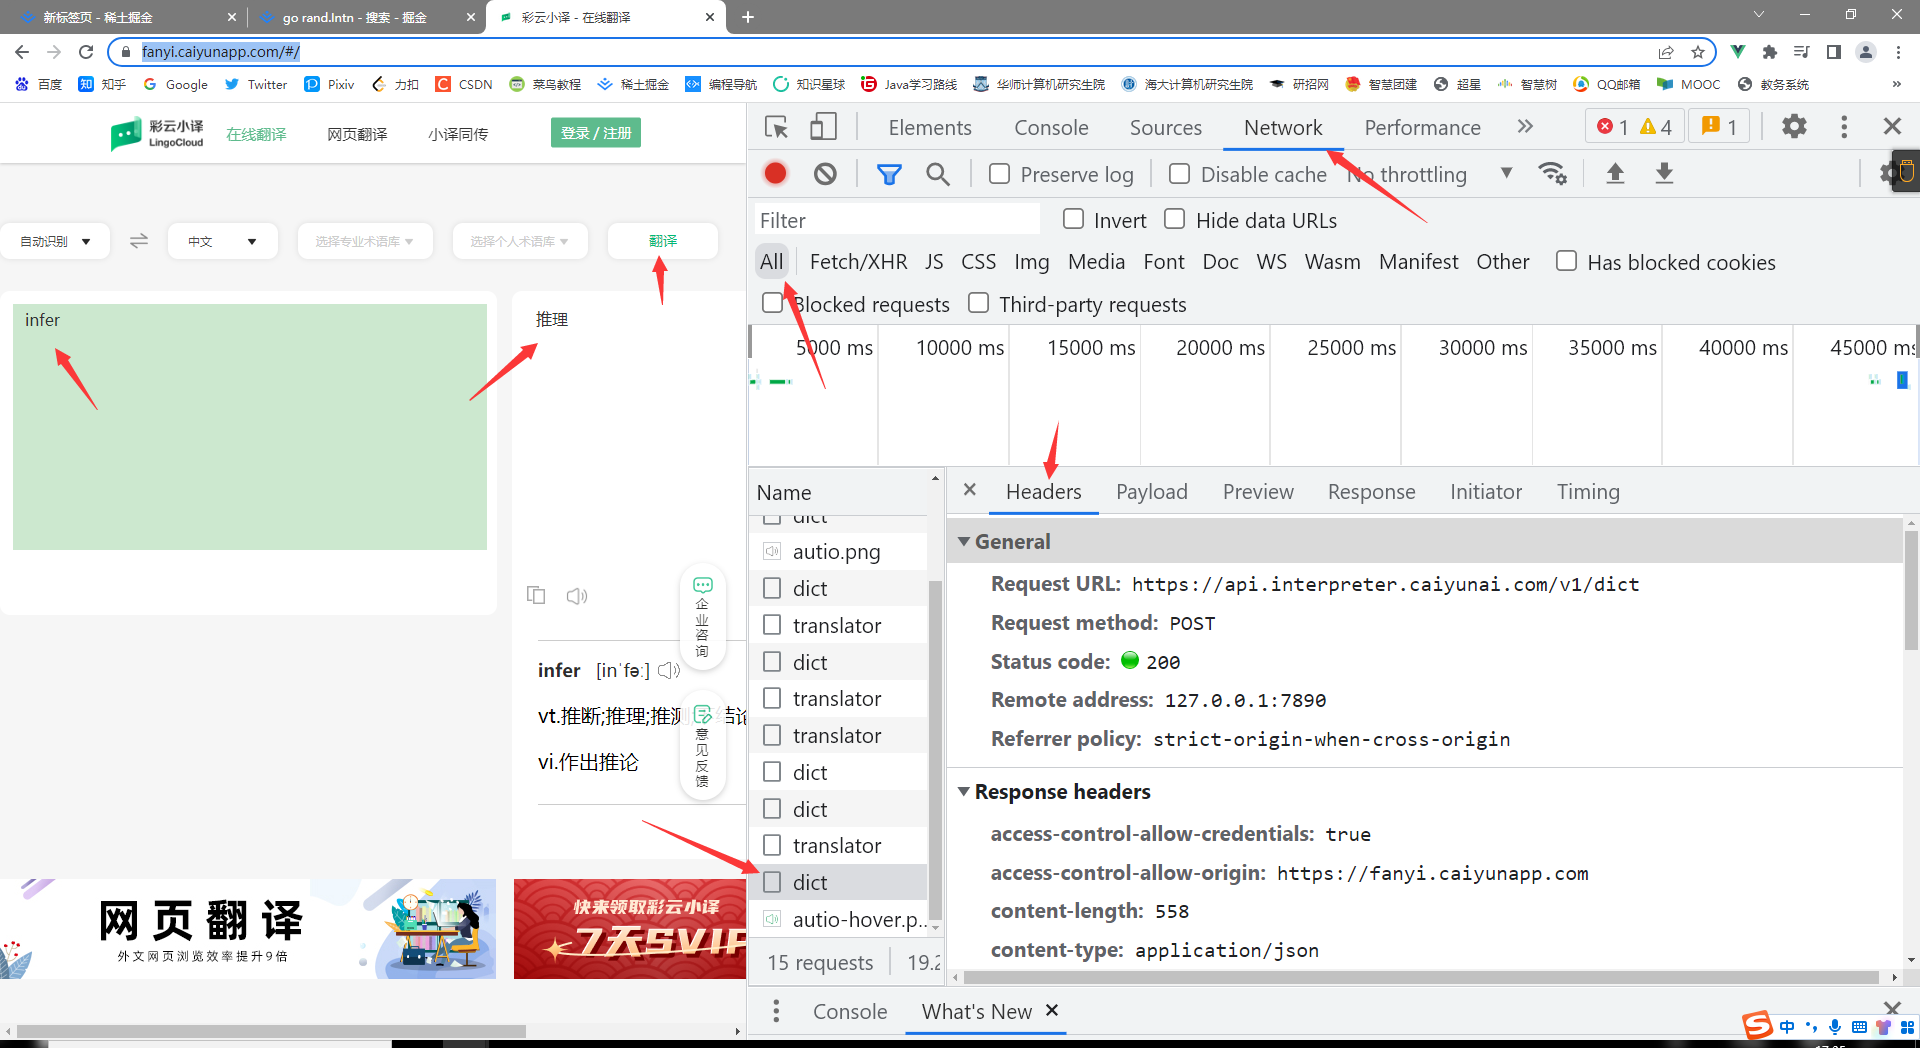 新标签页 - 稀土掘金
go rand.Intn - 搜索 - 掘金
彩云小译 - 在线翻译
fanyi.caiyunapp.com/#/
百度
知乎
Google
Twitter
Pixiv
力扣
CSDN
菜鸟教程
稀土掘金
编程导航
知识星球
Java学习路线
华师计算机研究生院
海大计算机研究生院
研招网
智慧团建
超星
智慧树
QQ邮箱
MOOC
教务系统
»
彩云小译
LingoCloud
在线翻译
网页翻译
小译同传
登录 / 注册
自动识别
中文
选择专业术语库
选择个人术语库
翻译
infer
推理
企业咨询
infer [inˈfəː]
vt.推断;推理;推测
结论
vi.作出推论
意见反馈
网页翻译
外文网页浏览效率提升9倍
快来领取彩云小译
7天SVIP
Elements
Console
Sources
Network
Performance
1
4
1
Preserve log
Disable cache
No throttling
Filter
Invert
Hide data URLs
All
Fetch/XHR
JS
CSS
Img
Media
Font
Doc
WS
Wasm
Manifest
Other
Has blocked cookies
Blocked requests
Third-party requests
5000 ms
10000 ms
15000 ms
20000 ms
25000 ms
30000 ms
35000 ms
40000 ms
45000 ms
Name
dict
autio.png
dict
translator
dict
translator
translator
dict
dict
translator
dict
autio-hover.p...
15 requests
19.2
Headers
Payload
Preview
Response
Initiator
Timing
General
Request URL: https://api.interpreter.caiyunai.com/v1/dict
Request method: POST
Status code: 200
Remote address: 127.0.0.1:7890
Referrer policy: strict-origin-when-cross-origin
Response headers
access-control-allow-credentials: true
access-control-allow-origin: https://fanyi.caiyunapp.com
content-length: 558
content-type: application/json
Console
What's New
中